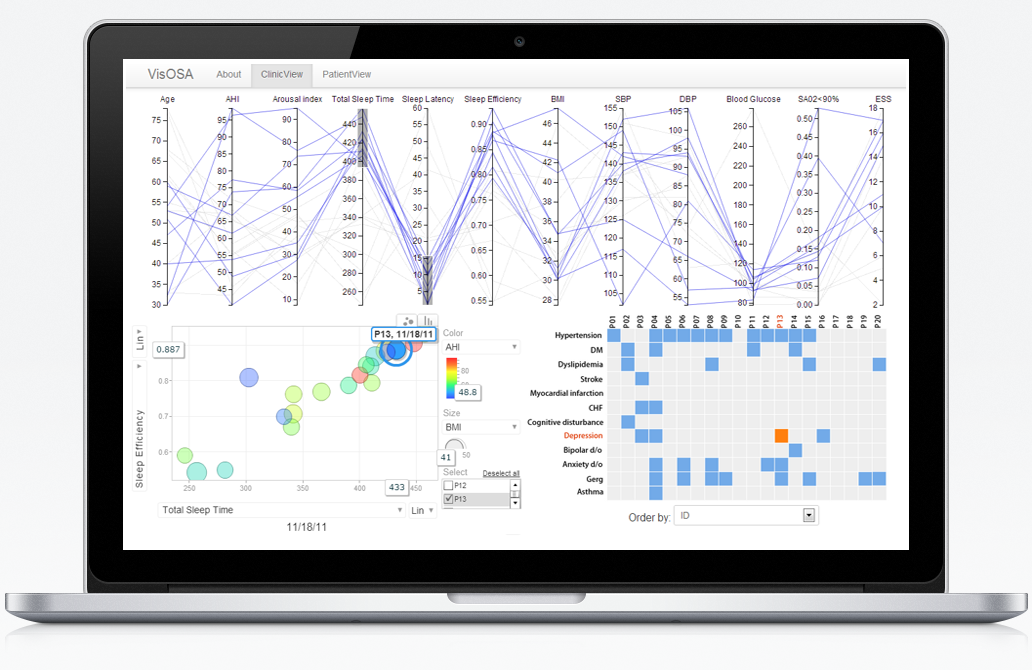 VisOSA About ClinicView PatientView
Age AHI Arousal index Total Sleep Time Sleep Latency Sleep Efficiency BMI SBP DBP Blood Glucose SA02<90% ESS
75 70 65 60 55 50 45 40 35 30
95 90 85 80 75 70 65 60 55 50 45
90 80 70 60 50 40 30 20 10
440 420 400 380 360 340 320 300 280 260
60 55 50 45 40 35 30 25 20 15 10 5
0.90 0.85 0.80 0.75 0.70 0.65 0.60 0.55
46 44 42 40 38 36 34 32 30 28
155 150 145 140 135 130 125 120 115 110 105
105 100 95 90 85 80 75 70 65 60 55
260 240 220 200 180 160 140 120 100 80
0.50 0.45 0.40 0.35 0.30 0.25 0.20 0.15 0.10 0.05 0.00
18 16 14 12 10 8 6 4 2
Lin
Sleep Efficiency
0.887
0.8
0.7
0.6
P13, 11/18/11
250 300 350 400 433
Total Sleep Time Lin
11/18/11
Color
AHI
80
48.8
Size
BMI
41 50
Select Deselect all
P12
P13
P01 P02 P03 P04 P05 P06 P07 P08 P09 P10 P11 P12 P13 P14 P15 P16 P17 P18 P19 P20
Hypertension
DM
Dyslipidemia
Stroke
Myocardial infarction
CHF
Cognitive disturbance
Depression
Bipolar d/o
Anxiety d/o
Gerg
Asthma
Order by: ID